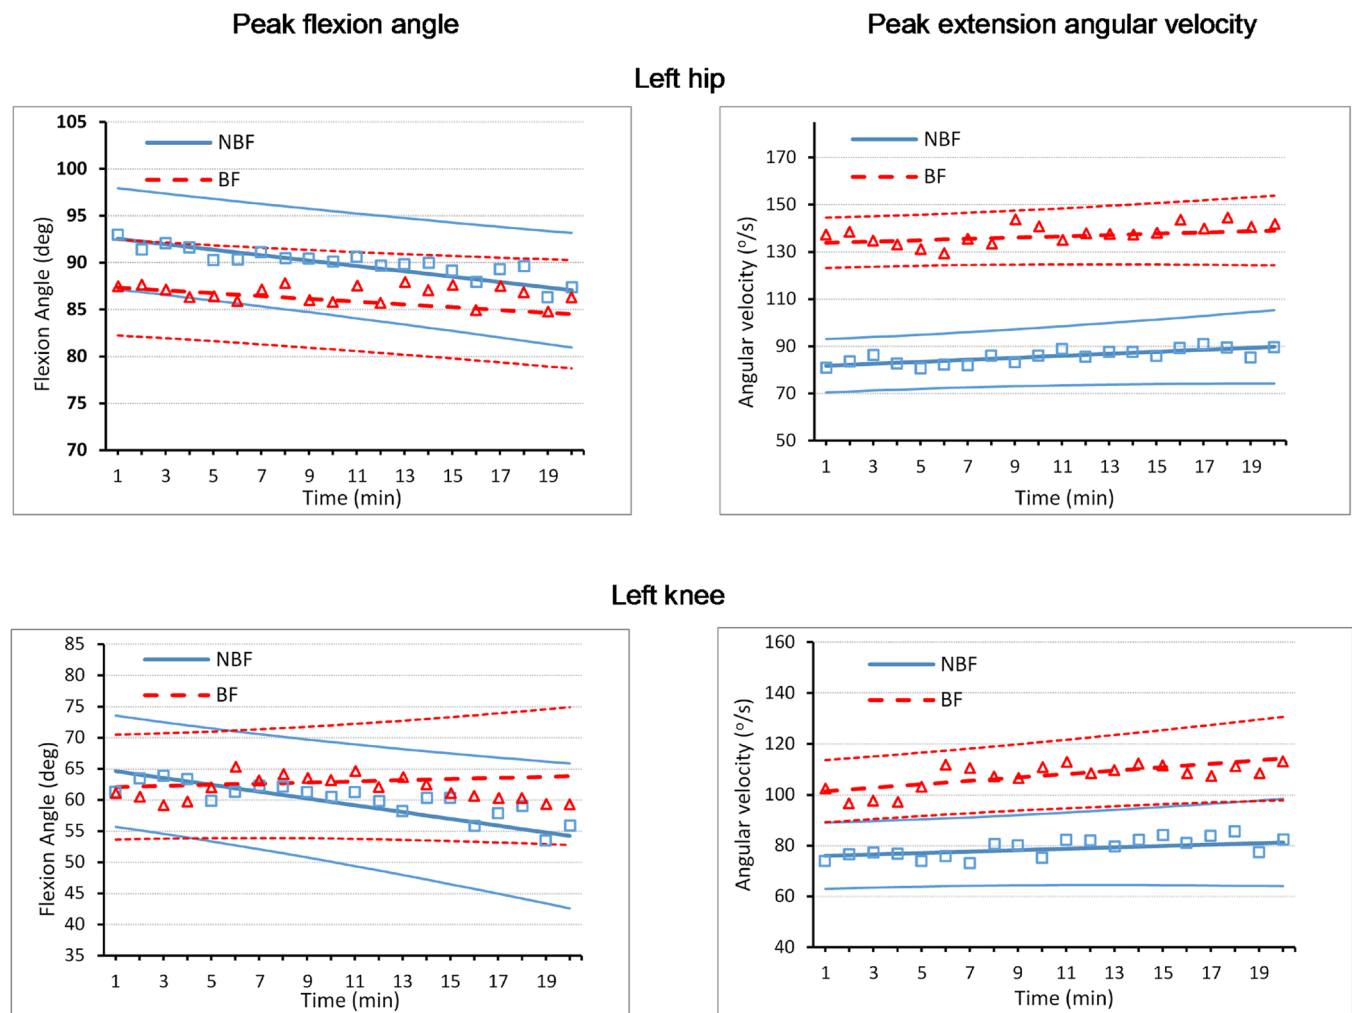 Peak flexion angle
Peak extension angular velocity
Left hip
Flexion Angle (deg)
105
100
95
90
85
80
75
70
NBF
BF
1 3 5 7 9 11 13 15 17 19
Time (min)
Angular velocity (°/s)
170
150
130
110
90
70
50
NBF
BF
1 3 5 7 9 11 13 15 17 19
Time (min)
Left knee
Flexion Angle (deg)
85
80
75
70
65
60
55
50
45
40
35
NBF
BF
1 3 5 7 9 11 13 15 17 19
Time (min)
Angular velocity (°/s)
160
140
120
100
80
60
40
NBF
BF
1 3 5 7 9 11 13 15 17 19
Time (min)